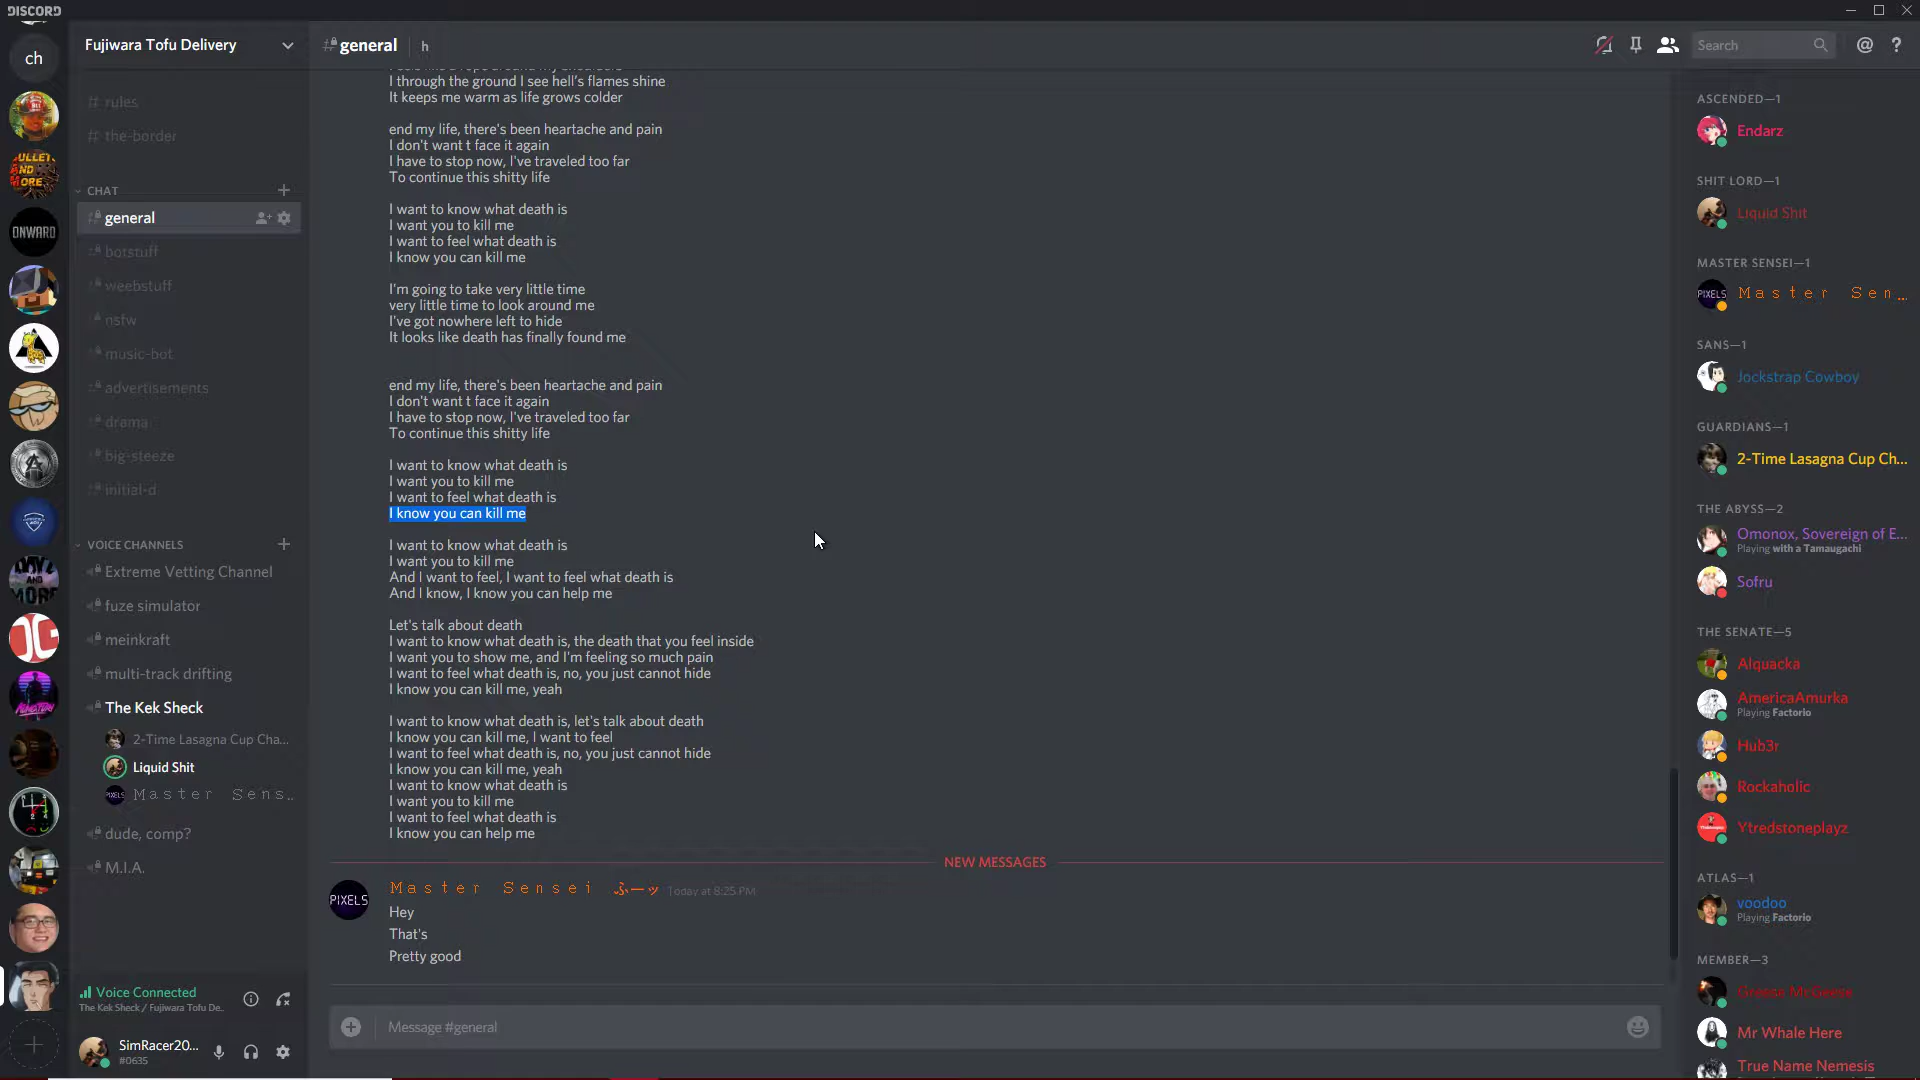 DISCORD
ch
Fujiwara Tofu Delivery
general
h
Search
rules
the-border
CHAT
general
botstuff
weebstuff
nsfw
music-bot
advertisements
drama
big-steeze
initial-d
VOICE CHANNELS
Extreme Vetting Channel
fuze simulator
meinkraft
multi-track drifting
The Kek Sheck
2-Time Lasagna Cup Cha...
Liquid Shit
Master Sens...
dude, comp?
M.I.A.
Voice Connected
The Kek Sheck / Fujiwara Tofu De...
SimRacer20...
#0635
ONWARD
I through the ground I see hell's flames shine
It keeps me warm as life grows colder
end my life, there's been heartache and pain
I don't want t face it again
I have to stop now, I've traveled too far
To continue this shitty life
I want to know what death is
I want you to kill me
I want to feel what death is
I know you can kill me
I'm going to take very little time
very little time to look around me
I've got nowhere left to hide
It looks like death has finally found me
end my life, there's been heartache and pain
I don't want t face it again
I have to stop now, I've traveled too far
To continue this shitty life
I want to know what death is
I want you to kill me
I want to feel what death is
I know you can kill me
I want to know what death is
I want you to kill me
And I want to feel, I want to feel what death is
And I know, I know you can help me
Let's talk about death
I want to know what death is, the death that you feel inside
I want you to show me, and I'm feeling so much pain
I want to feel what death is, no, you just cannot hide
I know you can kill me, yeah
I want to know what death is, let's talk about death
I know you can kill me, I want to feel
I want to feel what death is, no, you just cannot hide
I know you can kill me, yeah
I want to know what death is
I want you to kill me
I want to feel what death is
I know you can help me
NEW MESSAGES
PIXELS
Master Sensei ふーッ Today at 8:25 PM
Hey
That's
Pretty good
Message #general
ASCENDED—1
Endarz
SHIT LORD—1
Liquid Shit
MASTER SENSEI—1
PIXELS
Master Sen...
SANS—1
Jockstrap Cowboy
GUARDIANS—1
2-Time Lasagna Cup Ch...
THE ABYSS—2
Omonox, Sovereign of E...
Playing with a Tamaugachi
Sofru
THE SENATE—5
Alquacka
AmericaAmurka
Playing Factorio
Hub3r
Rockaholic
Ytredstoneplayz
ATLAS—1
voodoo
Playing Factorio
MEMBER—3
Mr Whale Here
True Name Nemesis